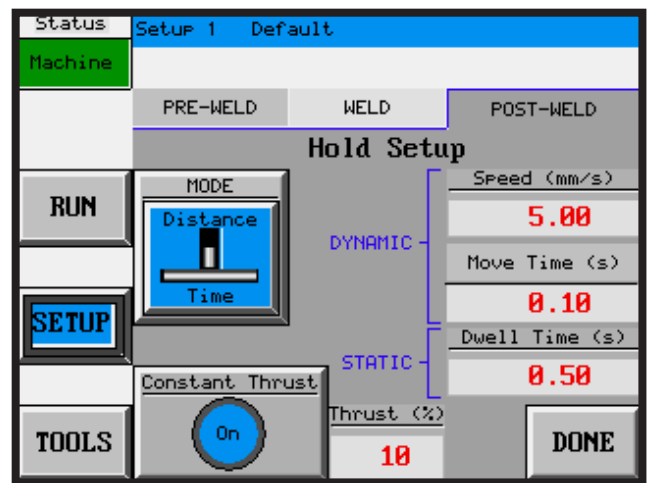 Status
Setup 1 Default
Machine
PRE-WELD
WELD
POST-WELD
Hold Setup
RUN
MODE
Distance
Time
DYNAMIC
Speed (mm/s)
5.00
Move Time (s)
0.10
SETUP
STATIC
Dwell Time (s)
0.50
Constant Thrust
On
Thrust (%)
10
TOOLS
DONE